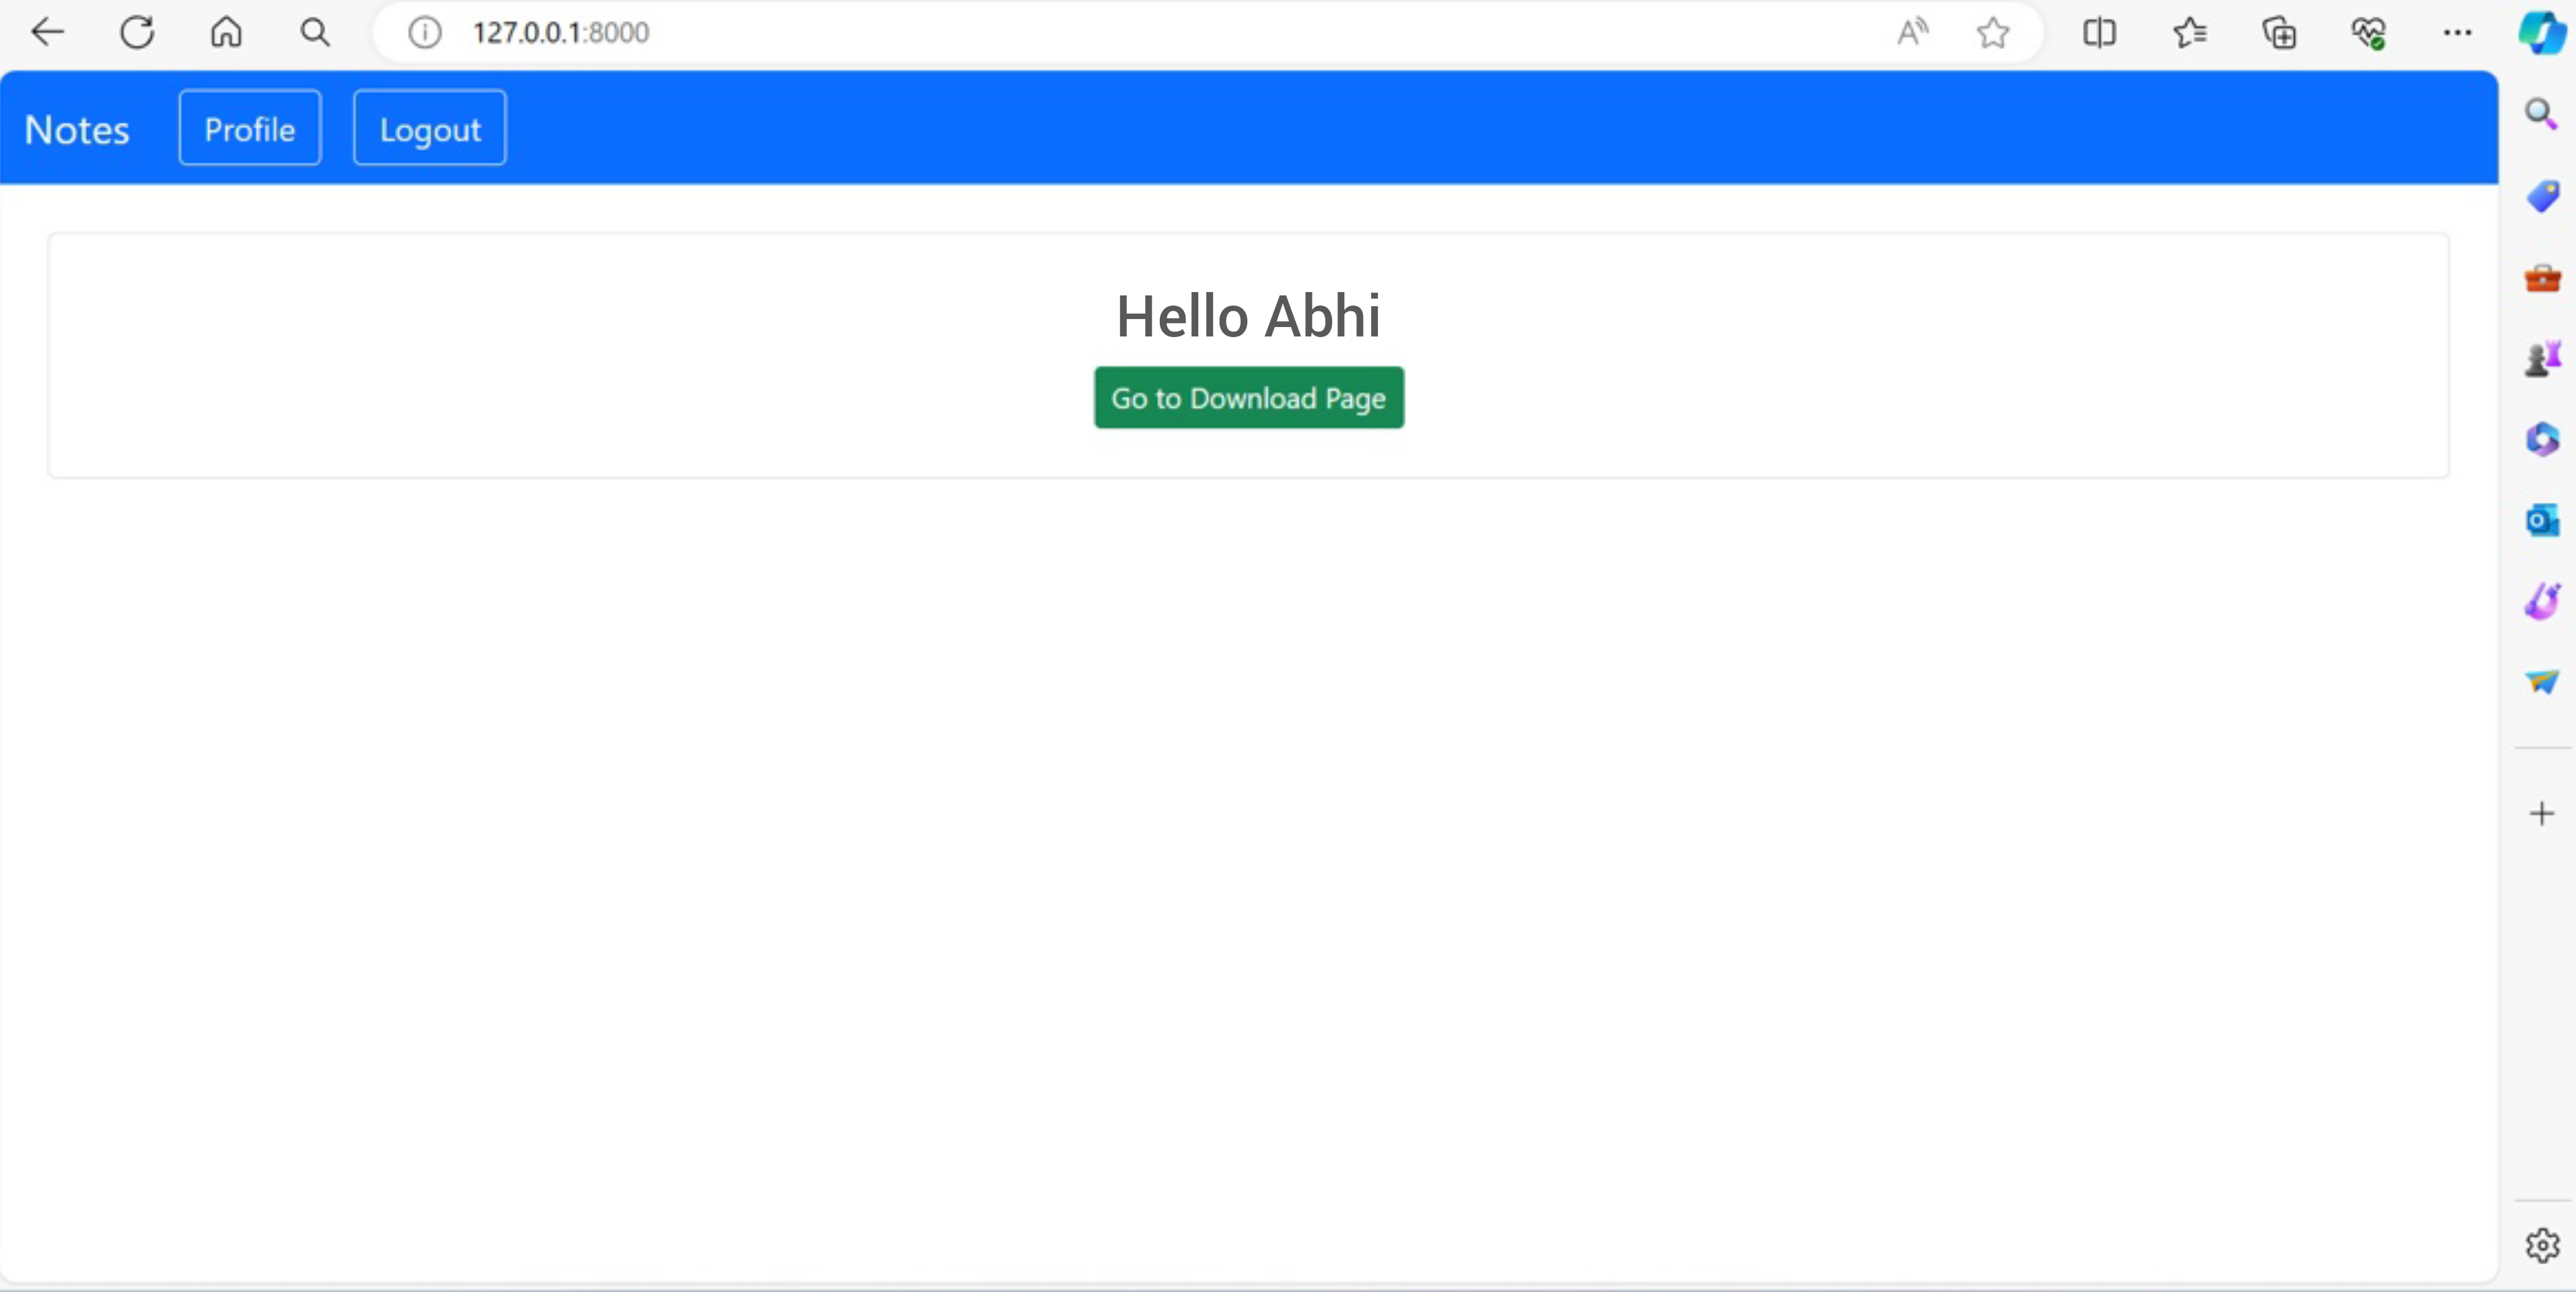 127.0.0.1:8000
Notes
Profile
Logout
Hello Abhi
Go to Download Page